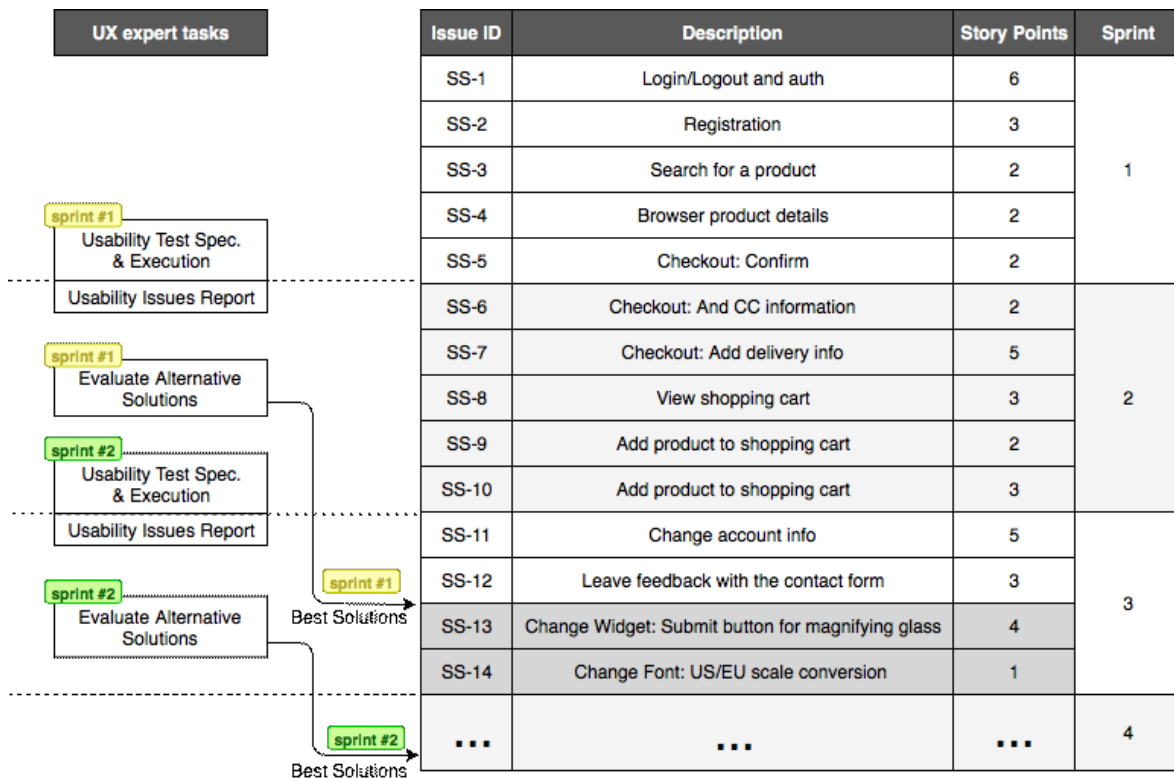 UX expert tasks
Issue ID Description Story Points Sprint
SS-1 Login/Logout and auth 6
SS-2 Registration 3
SS-3 Search for a product 2 1
sprint #1
SS-4 Browser product details 2
Usability Test Spec.
& Execution
SS-5 Checkout: Confirm 2
Usability Issues Report
SS-6 Checkout: And CC information 2
sprint #1
SS-7 Checkout: Add delivery info 5
Evaluate Alternative
Solutions
SS-8 View shopping cart 3 2
sprint #2
SS-9 Add product to shopping cart 2
Usability Test Spec.
& Execution
SS-10 Add product to shopping cart 3
Usability Issues Report
SS-11 Change account info 5
sprint #2
sprint #1
SS-12 Leave feedback with the contact form 3 3
Evaluate Alternative
Solutions
Best Solutions
SS-13 Change Widget: Submit button for magnifying glass 4
SS-14 Change Font: US/EU scale conversion 1
sprint #2
... ... ... 4
Best Solutions